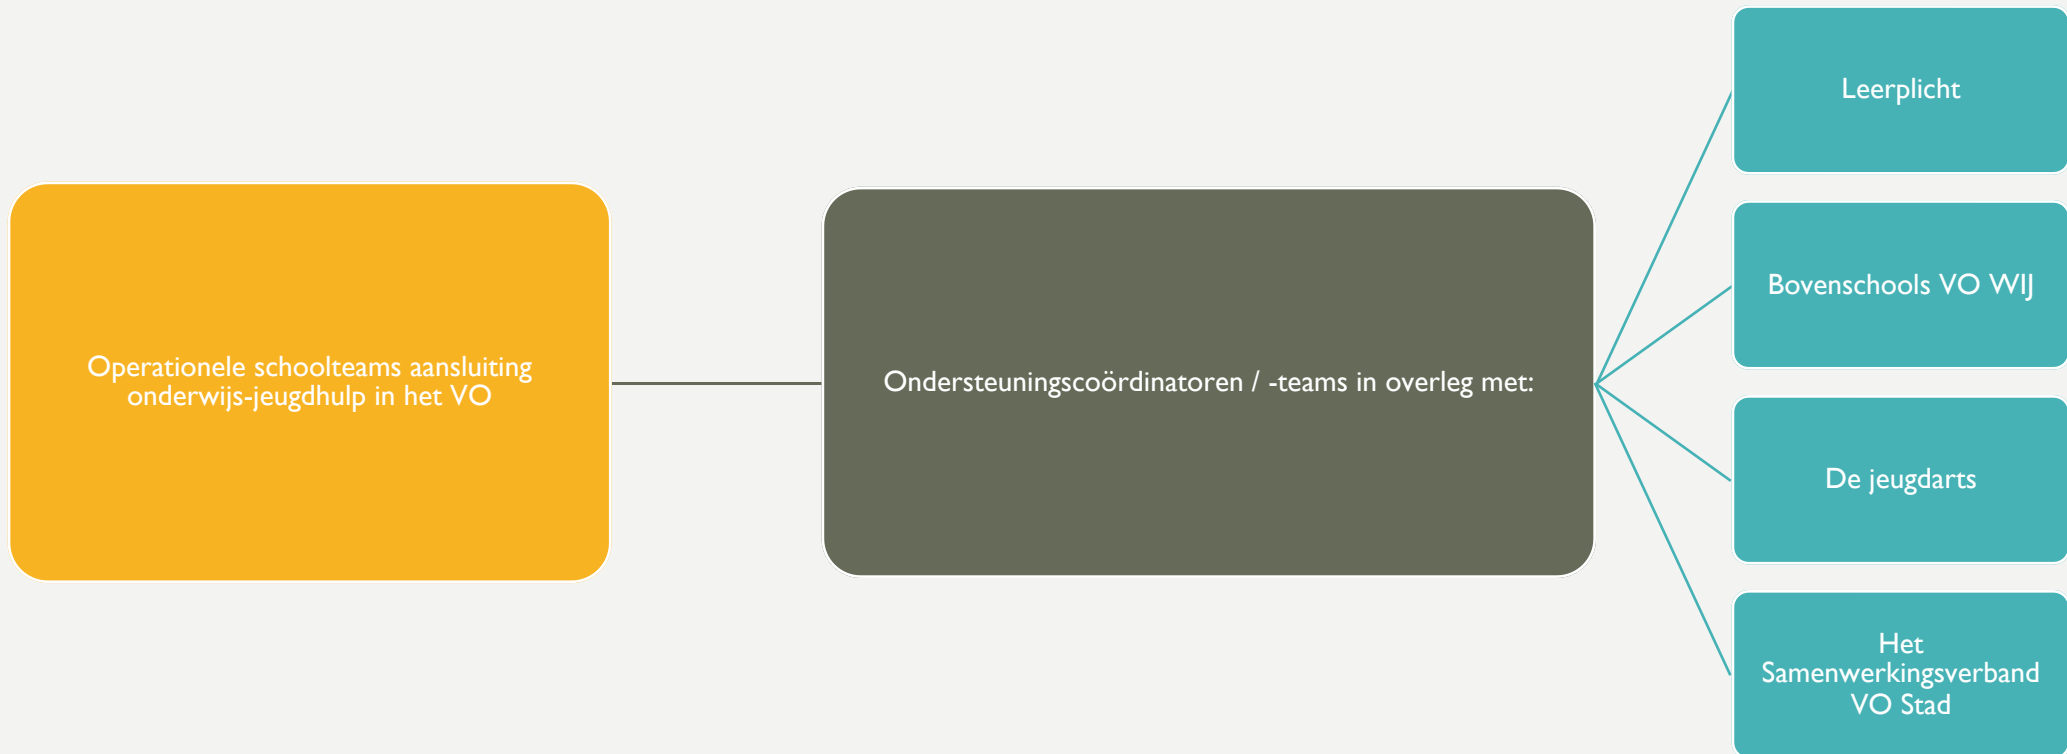 Operationele schoolteams aansluiting
onderwijs-jeugdhulp in het VO
Ondersteuningscoördinatoren / -teams in overleg met:
Leerplicht
Bovenschools VO WIJ
De jeugdarts
Het
Samenwerkingsverband
VO Stad